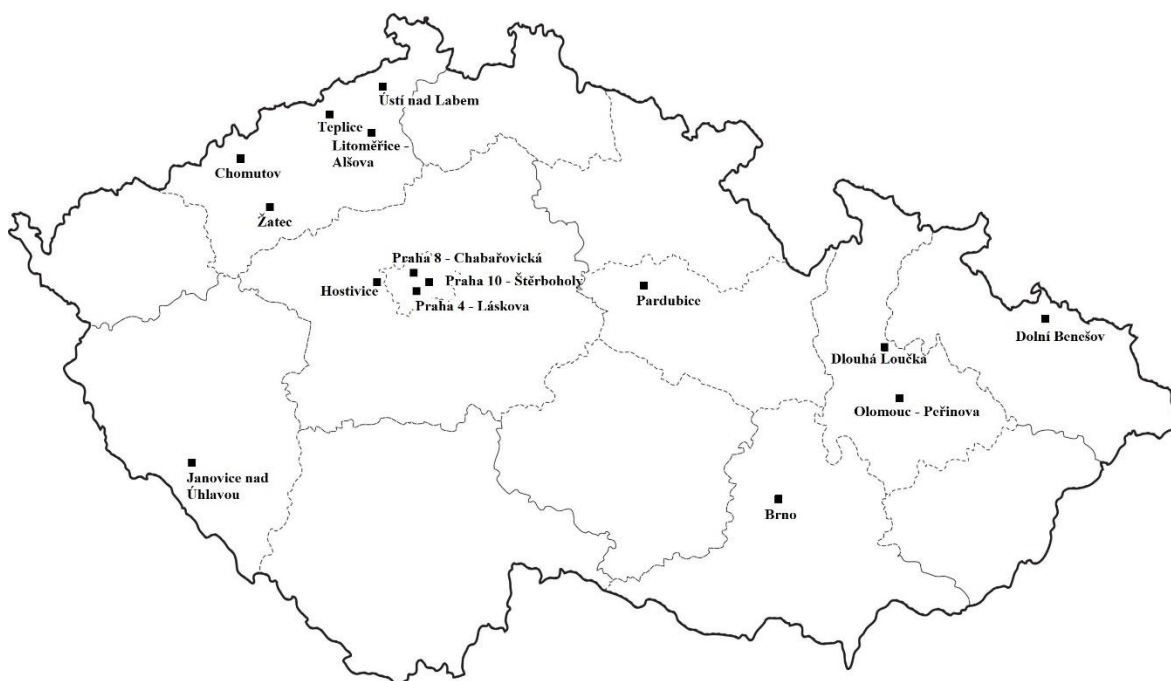 Ústí nad Labem
Teplice
Litoměřice -
Alšova
Chomutov
Žatec
Praha 8 - Chabařovická
Hostivice
Praha 10 - Štěrboholy
Praha 4 - Láskova
Pardubice
Dolní Benešov
Dlouhá Loučka
Olomouc - Peřinova
Janovice nad
Úhlavou
Brno